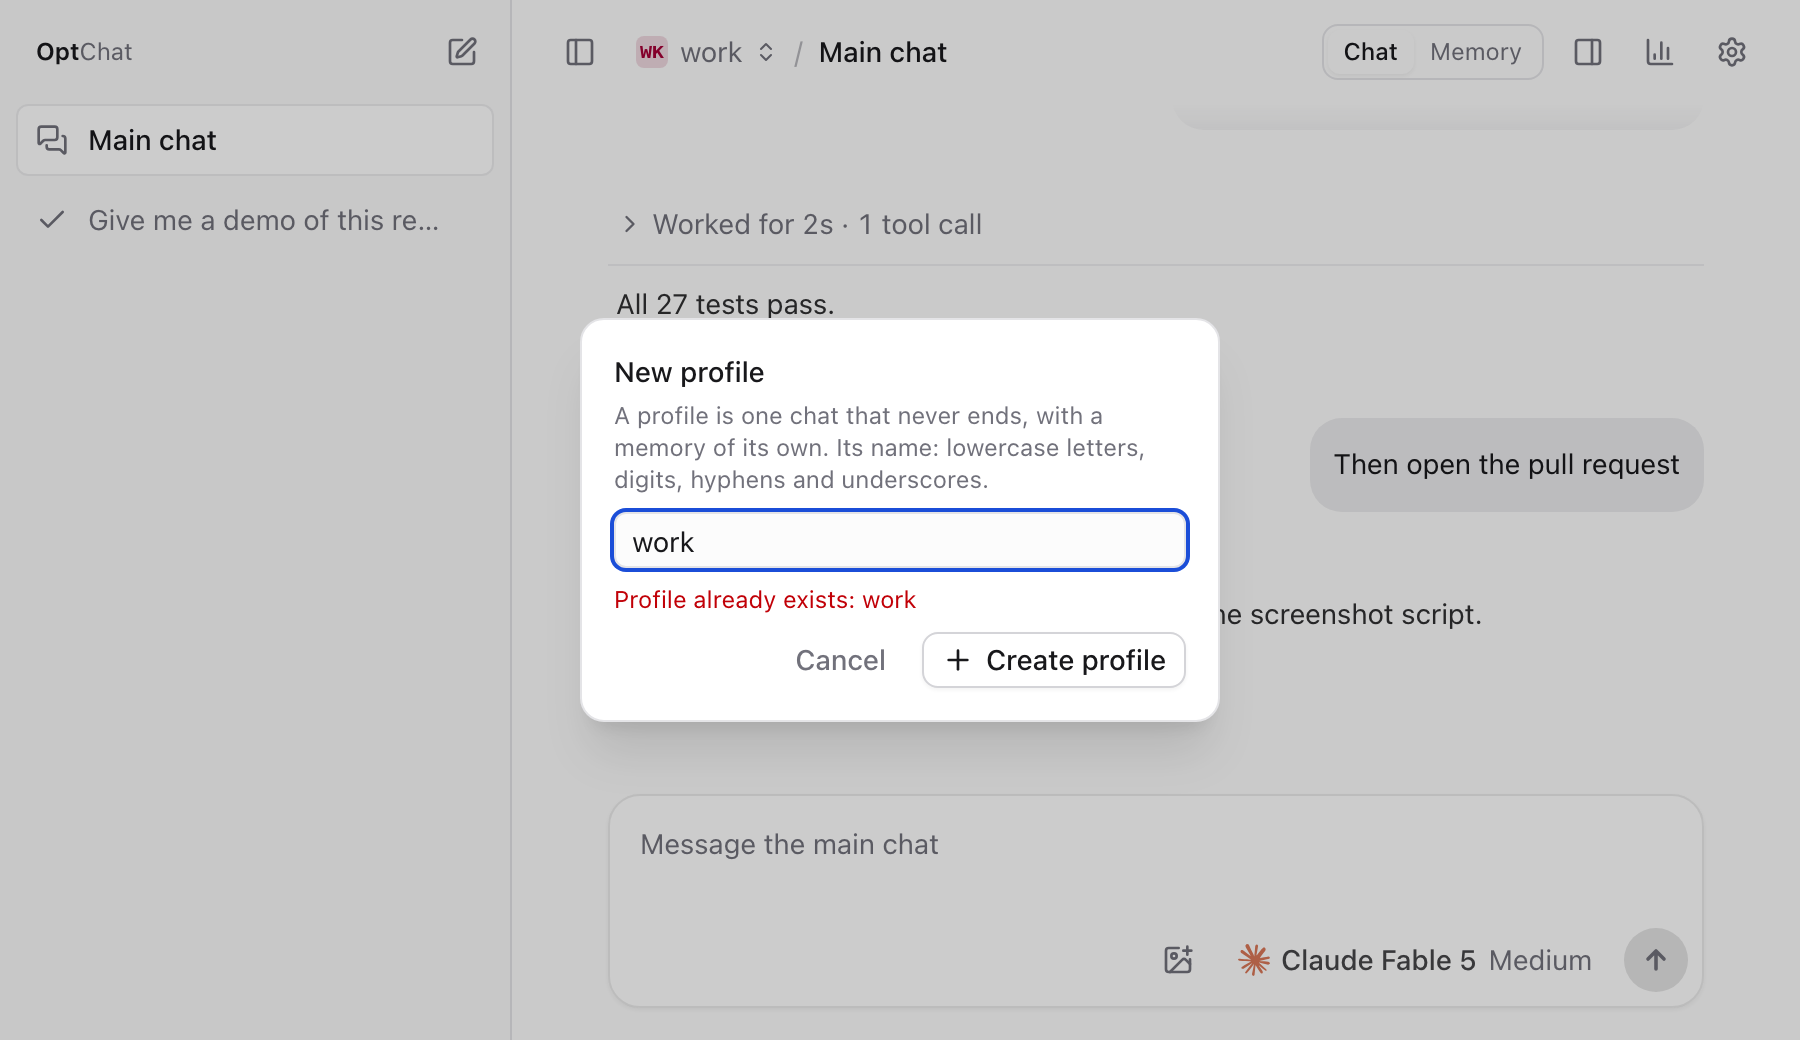 OptChat
WK work / Main chat
Chat Memory
Main chat
Give me a demo of this re...
Worked for 2s · 1 tool call
All 27 tests pass.
New profile
A profile is one chat that never ends, with a
memory of its own. Its name: lowercase letters,
digits, hyphens and underscores.
work
Profile already exists: work
Cancel
Create profile
Then open the pull request
screenshot script.
Message the main chat
Claude Fable 5 Medium